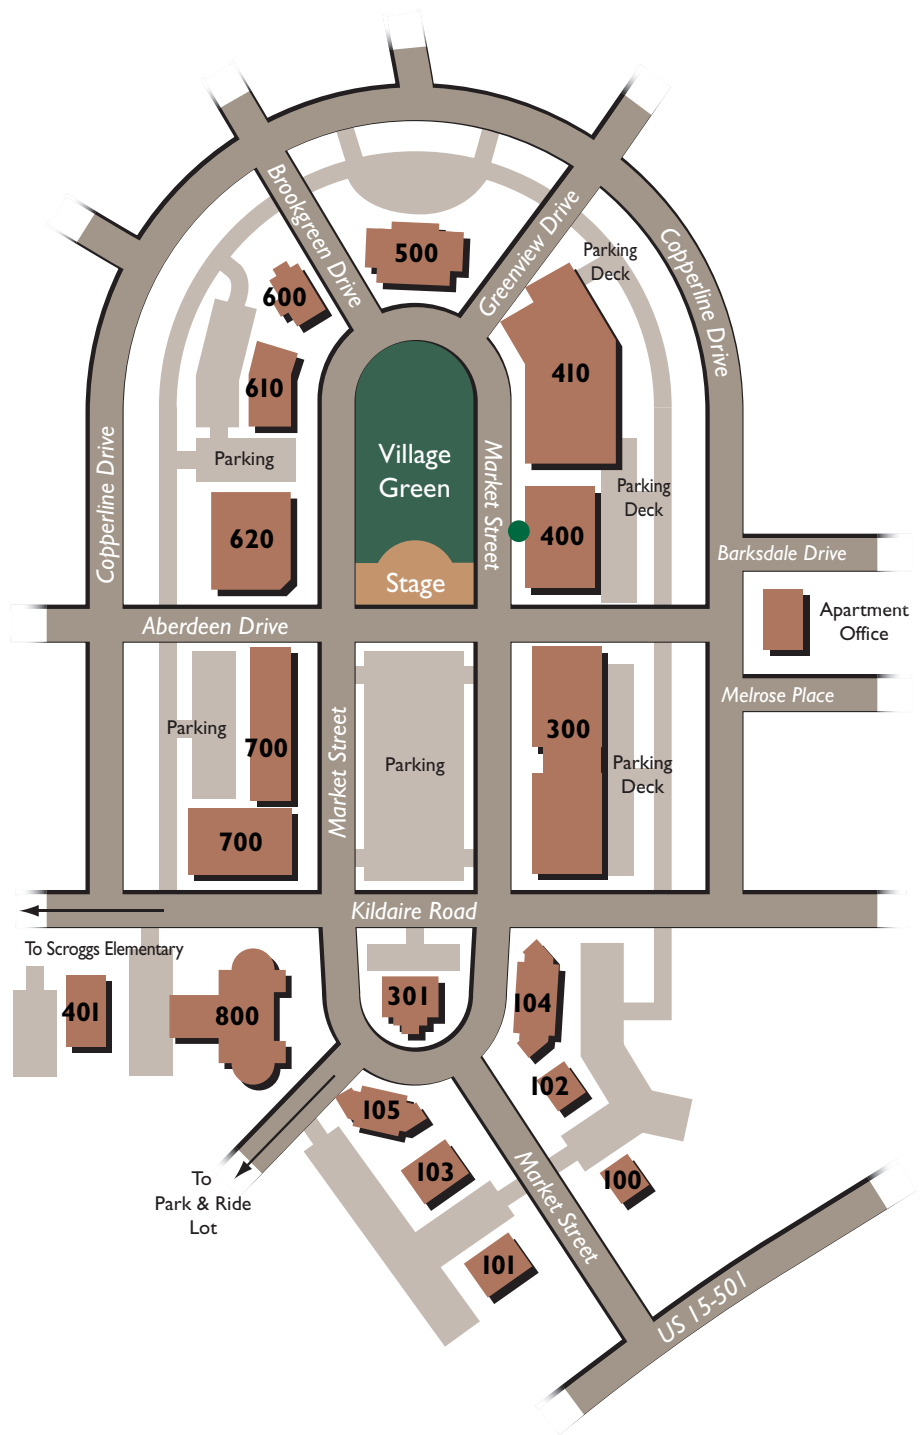 Brookgreen Drive
500
Greenview Drive
Parking
Deck
Copperline Drive
600
410
610
Village
Green
Market Street
Parking
Copperline Drive
Parking
Deck
620
400
Barksdale Drive
Stage
Apartment
Office
Aberdeen Drive
Melrose Place
Parking
700
Market Street
Parking
300
Parking
Deck
700
Kildaire Road
To Scroggs Elementary
401
800
301
104
102
105
103
100
To
Park & Ride
Lot
Market Street
101
US 15-501